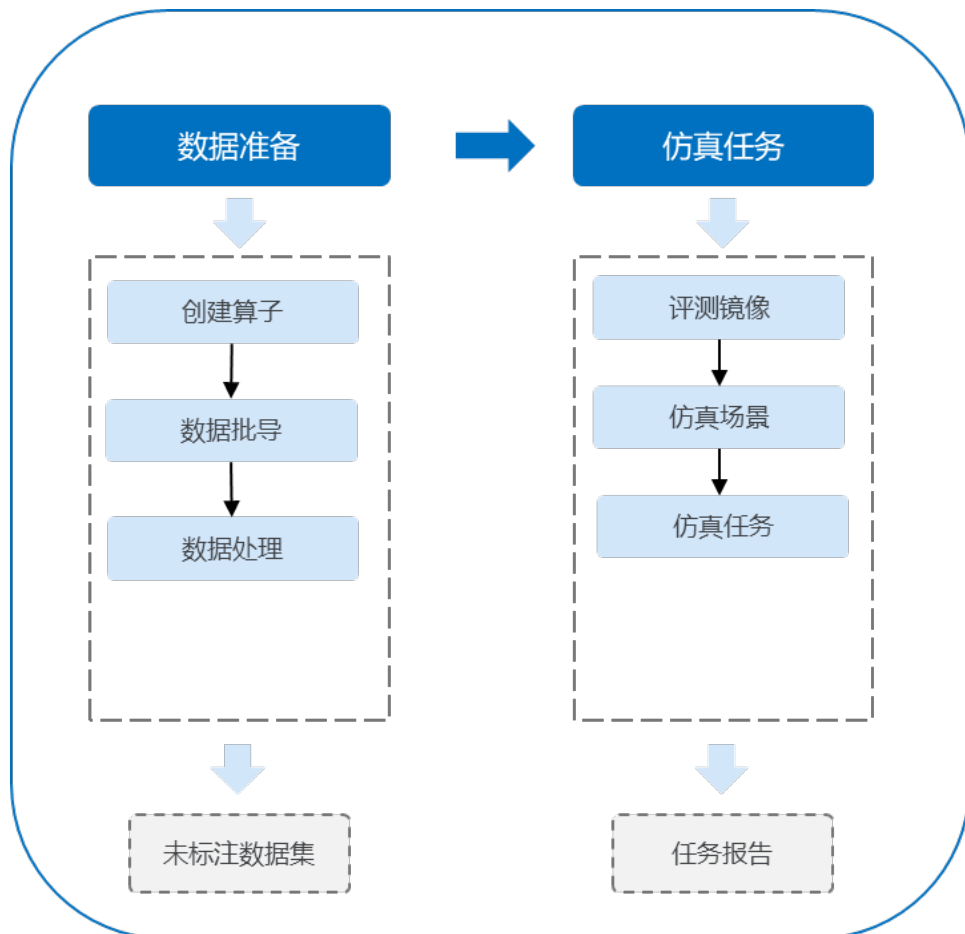 数据准备
仿真任务
创建算子
数据批导
数据处理
未标注数据集
评测镜像
仿真场景
仿真任务
任务报告